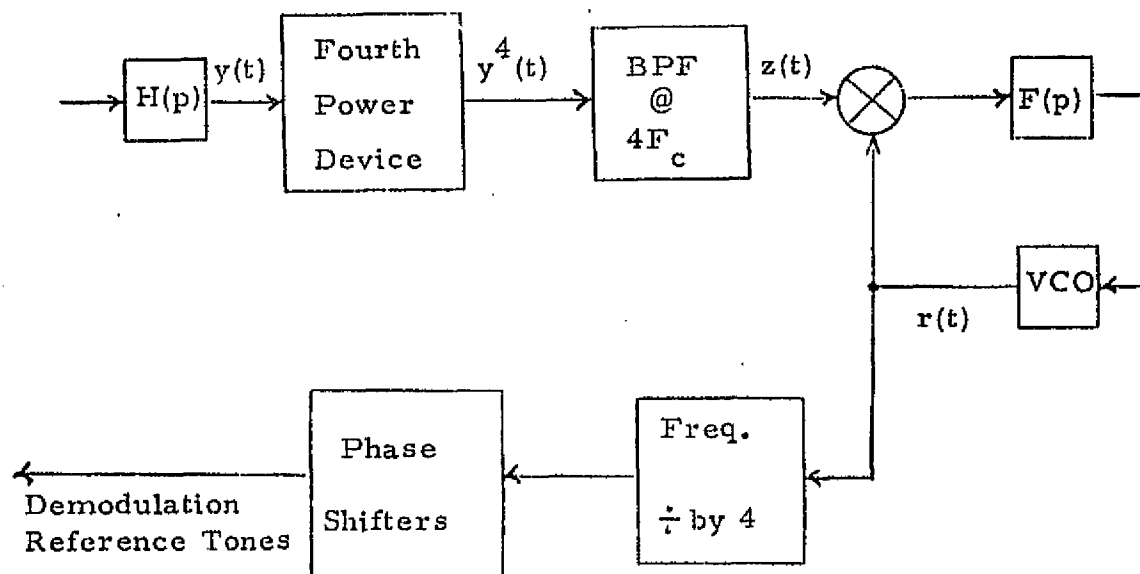 H(p)
y(t)
Fourth
Power
Device
y^4(t)
BPF
@
4F_c
z(t)
F(p)
VCO
r(t)
Freq.
÷ by 4
Phase
Shifters
Demodulation
Reference Tones